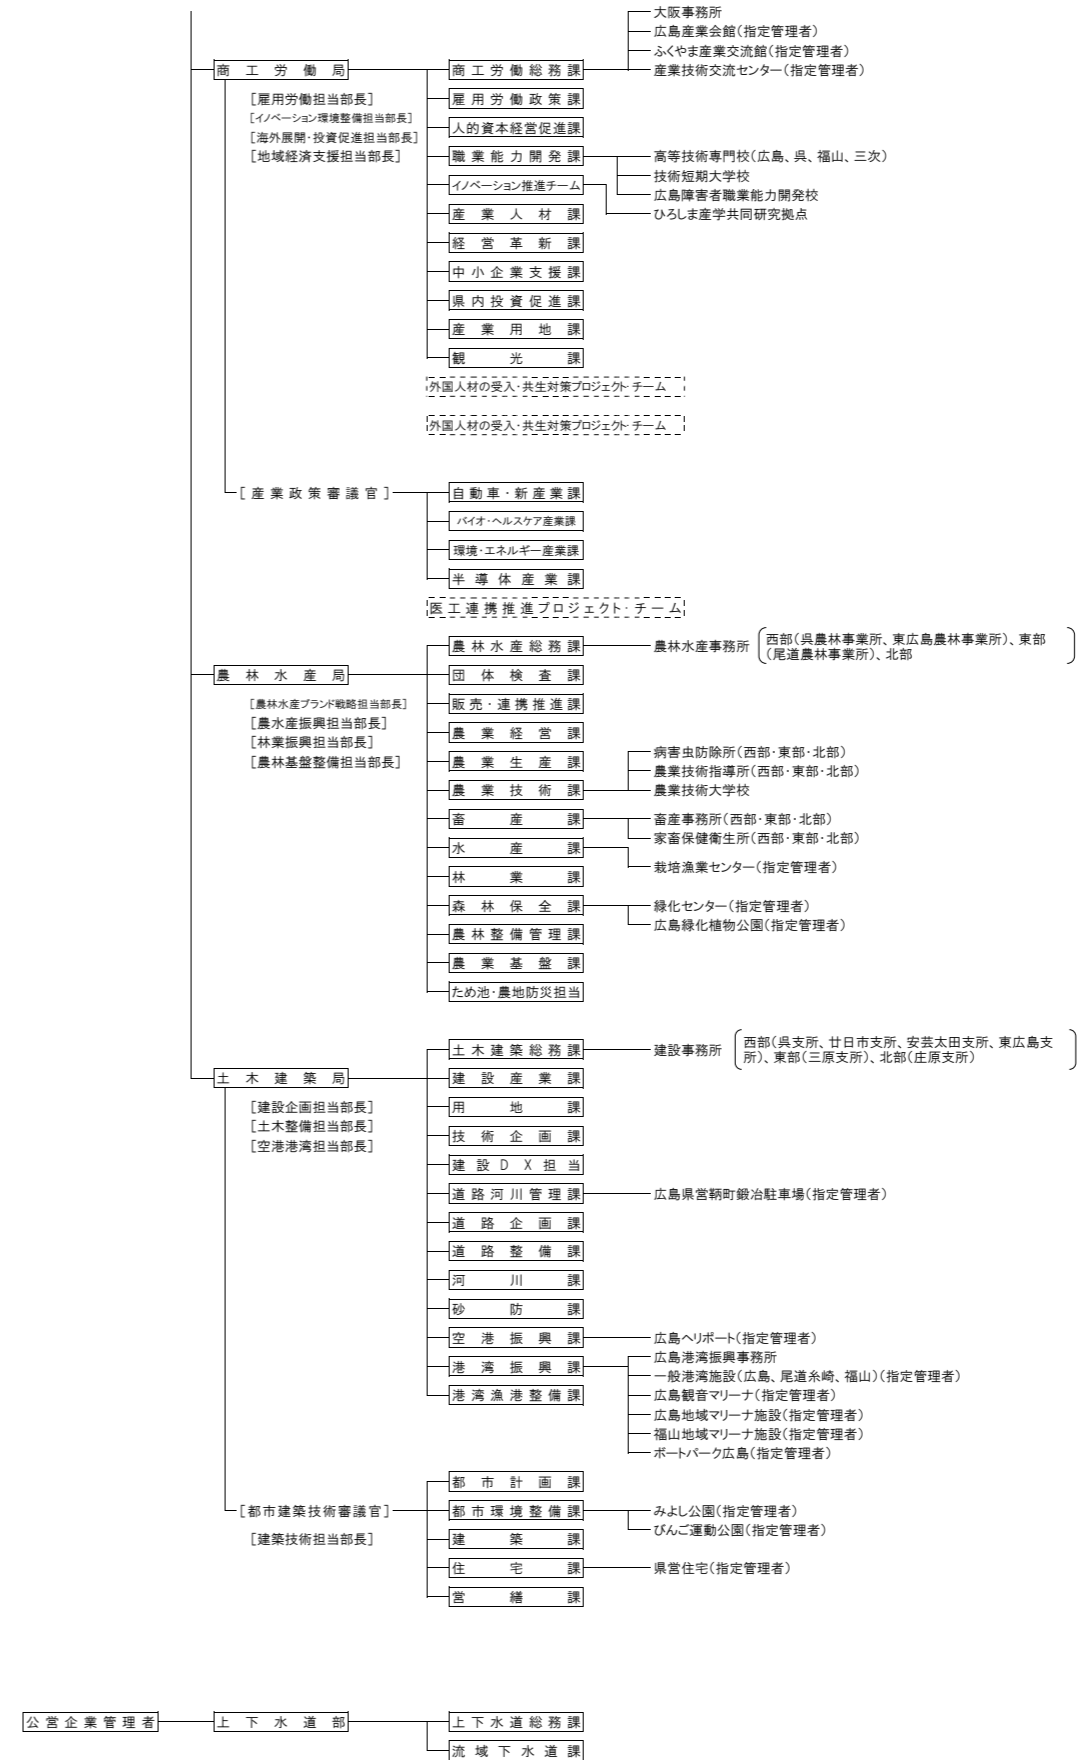 大阪事務所
広島産業会館(指定管理者)
ふくやま産業交流館(指定管理者)
商工労働局 商工労働総務課 産業技術交流センター(指定管理者)
[雇用労働担当部長] 雇用労働政策課
[イノベーション環境整備担当部長]
人的資本経営促進課
[海外展開・投資促進担当部長]
[地域経済支援担当部長] 職業能力開発課 高等技術専門校(広島、呉、福山、三次)
技術短期大学校
イノベーション推進チーム
広島障害者職業能力開発校
産業人材課 ひろしま産学共同研究拠点
経営革新課
中小企業支援課
県内投資促進課
産業用地課
観光課
外国人材の受入・共生対策プロジェクト・チーム
外国人材の受入・共生対策プロジェクト・チーム
[産業政策審議官] 自動車・新産業課
バイオ・ヘルスケア産業課
環境・エネルギー産業課
半導体産業課
医工連携推進プロジェクト・チーム
農林水産総務課 農林水産事務所 西部(呉農林事業所、東広島農林事業所)、東部
(尾道農林事業所)、北部
農林水産局 団体検査課
[農林水産ブランド戦略担当部長] 販売・連携推進課
[農水産振興担当部長] 農業経営課
[林業振興担当部長]
病害虫防除所(西部・東部・北部)
[農林基盤整備担当部長] 農業生産課
農業技術指導所(西部・東部・北部)
農業技術課 農業技術大学校
畜産課 畜産事務所(西部・東部・北部)
家畜保健衛生所(西部・東部・北部)
水産課
栽培漁業センター(指定管理者)
林業課
森林保全課 緑化センター(指定管理者)
広島緑化植物公園(指定管理者)
農林整備管理課
農業基盤課
ため池・農地防災担当
土木建築総務課 建設事務所 西部(呉支所、廿日市支所、安芸太田支所、東広島支
所)、東部(三原支所)、北部(庄原支所)
土木建築局 建設産業課
[建設企画担当部長] 用地課
[土木整備担当部長]
技術企画課
[空港港湾担当部長]
建設DX担当
道路河川管理課 広島県営鞆町鍛冶駐車場(指定管理者)
道路企画課
道路整備課
河川課
砂防課
空港振興課 広島ヘリポート(指定管理者)
広島港湾振興事務所
港湾振興課
一般港湾施設(広島、尾道糸崎、福山)(指定管理者)
港湾漁港整備課 広島観音マリーナ(指定管理者)
広島地域マリーナ施設(指定管理者)
福山地域マリーナ施設(指定管理者)
ボートパーク広島(指定管理者)
都市計画課
[都市建築技術審議官] 都市環境整備課 みよし公園(指定管理者)
びんご運動公園(指定管理者)
[建築技術担当部長] 建築課
住宅課 県営住宅(指定管理者)
営繕課
公営企業管理者 上下水道部 上下水道総務課
流域下水道課